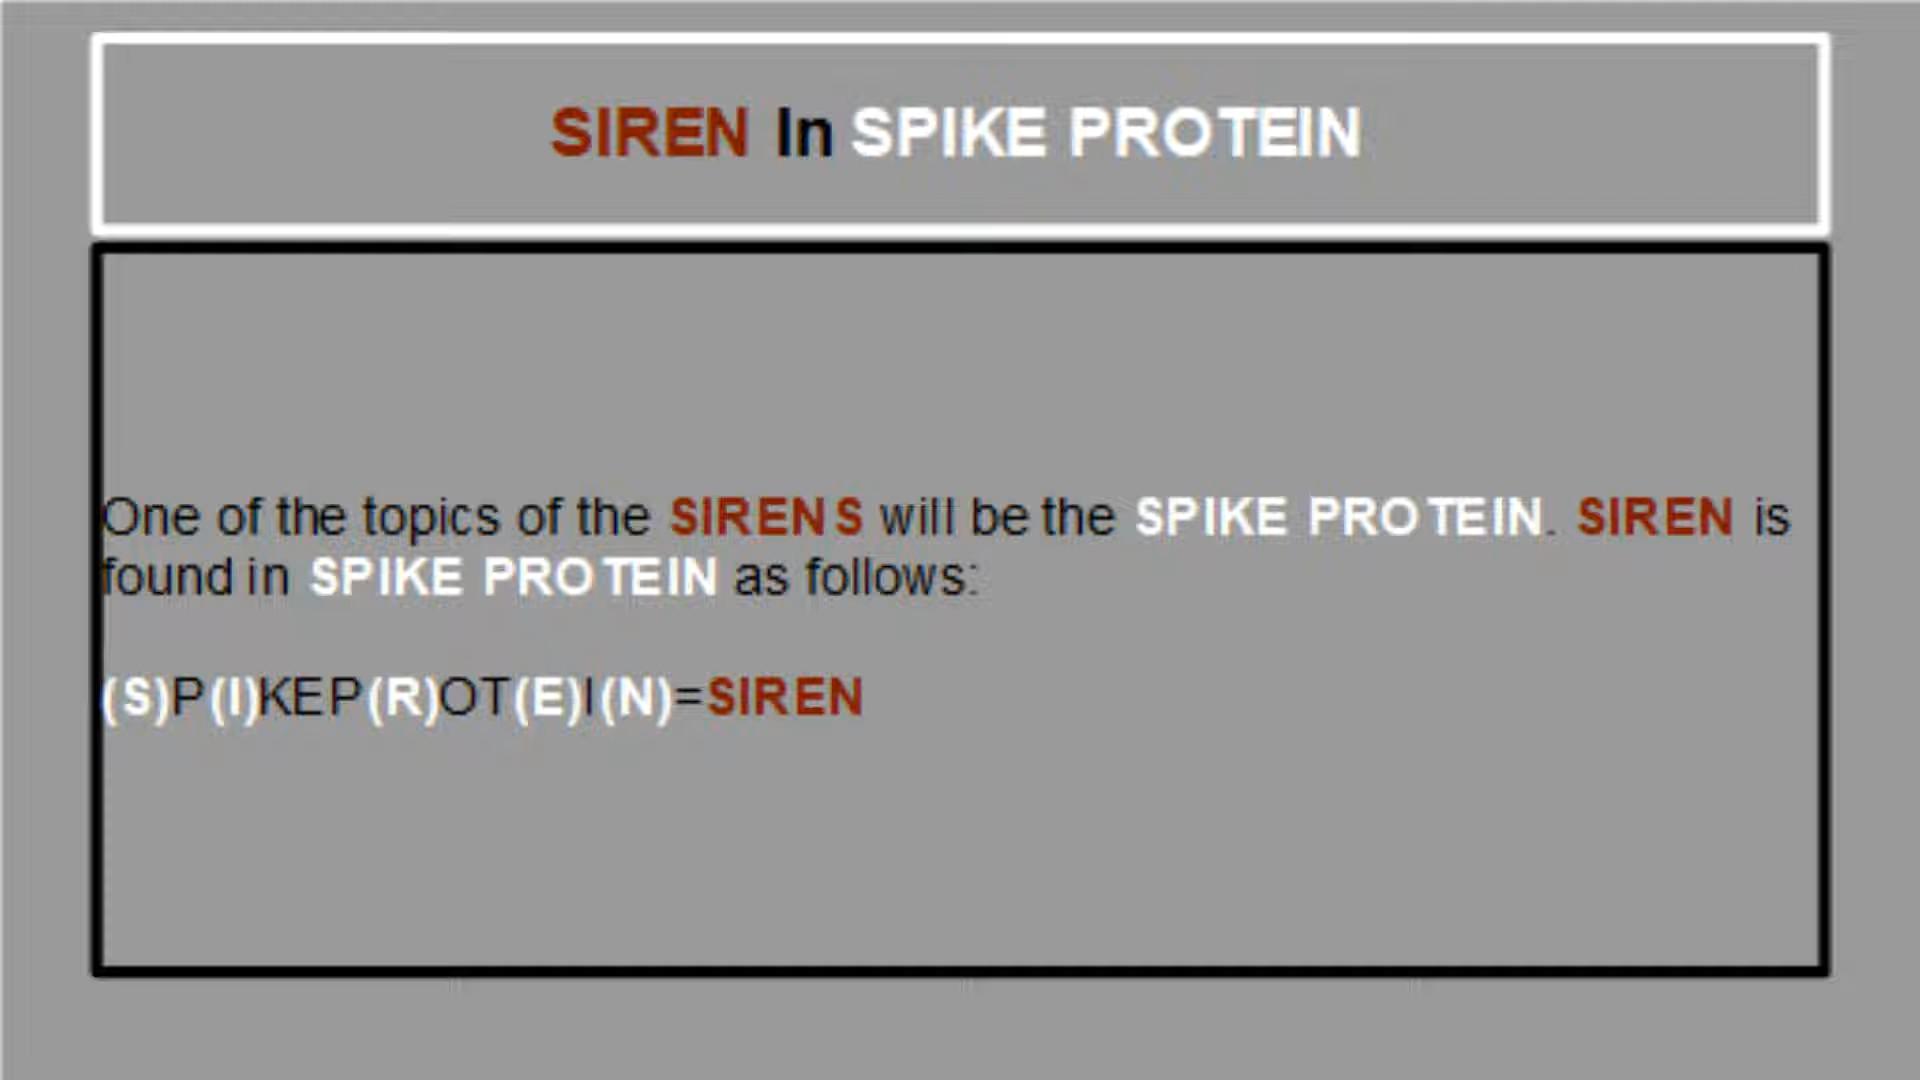 SIREN In SPIKE PROTEIN
One of the topics of the SIRENS will be the SPIKE PROTEIN. SIREN is
found in SPIKE PROTEIN as follows:
(S)P(I)KEP(R)OT(E)I(N)=SIREN